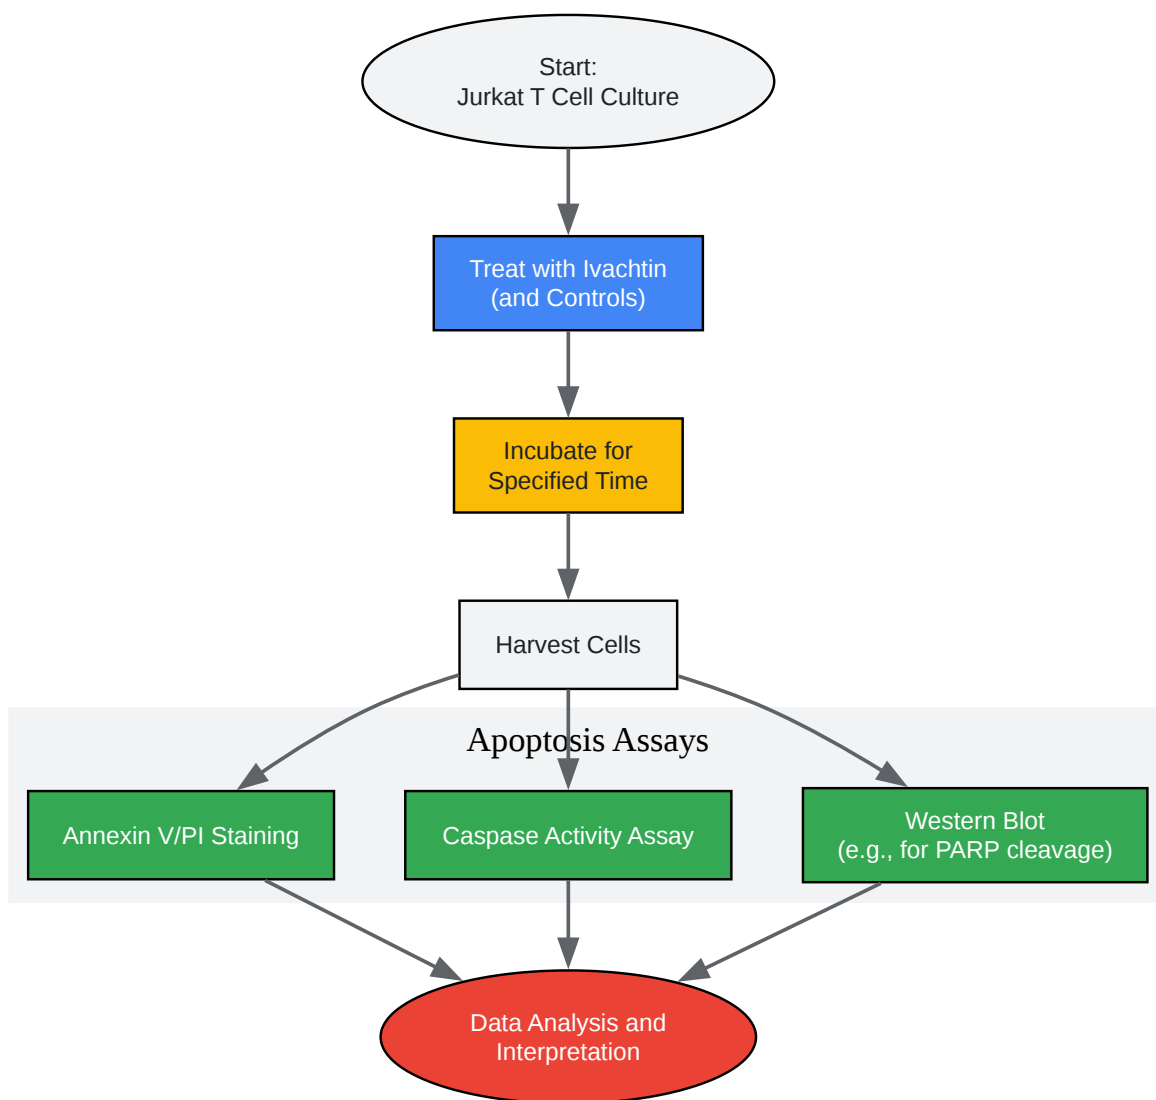 Start:
Jurkat T Cell Culture
Treat with Ivachtin
(and Controls)
Incubate for
Specified Time
Harvest Cells
Apoptosis Assays
Annexin V/PI Staining
Caspase Activity Assay
Western Blot
(e.g., for PARP cleavage)
Data Analysis and
Interpretation